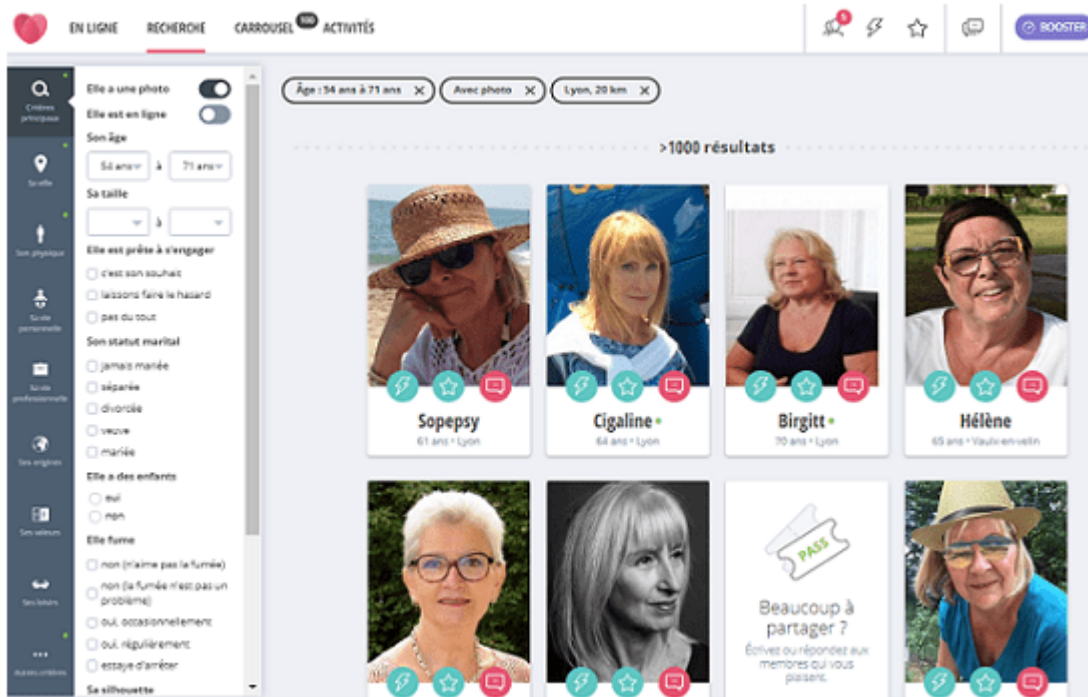 EN LIGNE
RECHERCHE
CARROUSEL
500
ACTIVITÉS
5
BOOSTER
Critères
principaux
Sa ville
Son physique
Sa vie
personnelle
Sa vie
professionnelle
Ses origines
Ses valeurs
Ses loisirs
Autres critères
Elle a une photo
Elle est en ligne
Son âge
54 ans à 71 ans
Sa taille
à
Elle est prête à s'engager
c'est son souhait
laissons faire le hasard
pas du tout
Son statut marital
jamais mariée
séparée
divorcée
veuve
mariée
Elle a des enfants
oui
non
Elle fume
non (n'aime pas la fumée)
non (la fumée n'est pas un
problème)
oui, occasionnellement
oui, régulièrement
essaye d'arrêter
Sa silhouette
Âge : 54 ans à 71 ans X
Avec photo X
Lyon, 20 km X
>1000 résultats
Sopepsy
61 ans • Lyon
Cigaline
64 ans • Lyon
Birgitt
70 ans • Lyon
Hélène
65 ans • Vaulx-en-velin
PASS
Beaucoup à
partager ?
Écrivez ou répondez aux
membres qui vous
plaisent.